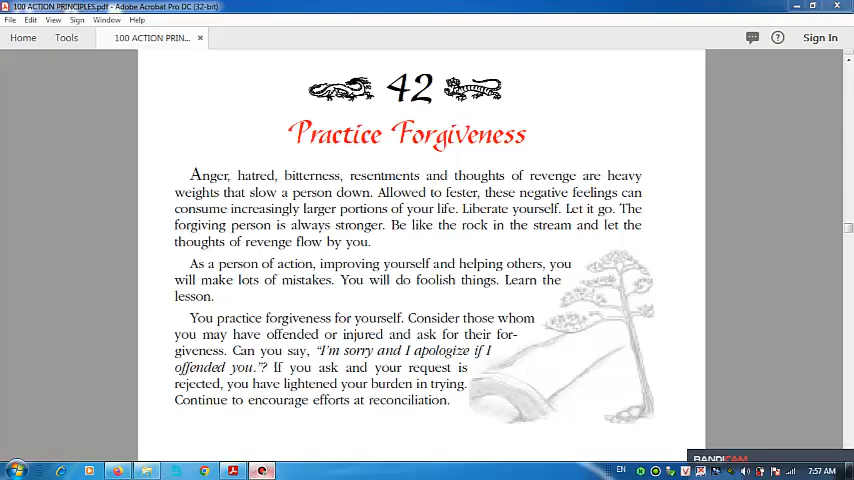 100 ACTION PRINCIPLES.pdf - Adobe Acrobat Pro DC (32-bit)
File Edit View Sign Window Help
Home Tools 100 ACTION PRIN... × Sign In
42
Practice Forgiveness
Anger, hatred, bitterness, resentments and thoughts of revenge are heavy
weights that slow a person down. Allowed to fester, these negative feelings can
consume increasingly larger portions of your life. Liberate yourself. Let it go. The
forgiving person is always stronger. Be like the rock in the stream and let the
thoughts of revenge flow by you.
As a person of action, improving yourself and helping others, you
will make lots of mistakes. You will do foolish things. Learn the
lesson.
You practice forgiveness for yourself. Consider those whom
you may have offended or injured and ask for their for-
giveness. Can you say, “I'm sorry and I apologize if I
offended you.”? If you ask and your request is
rejected, you have lightened your burden in trying.
Continue to encourage efforts at reconciliation.
BANDICAM
EN 7:57 AM